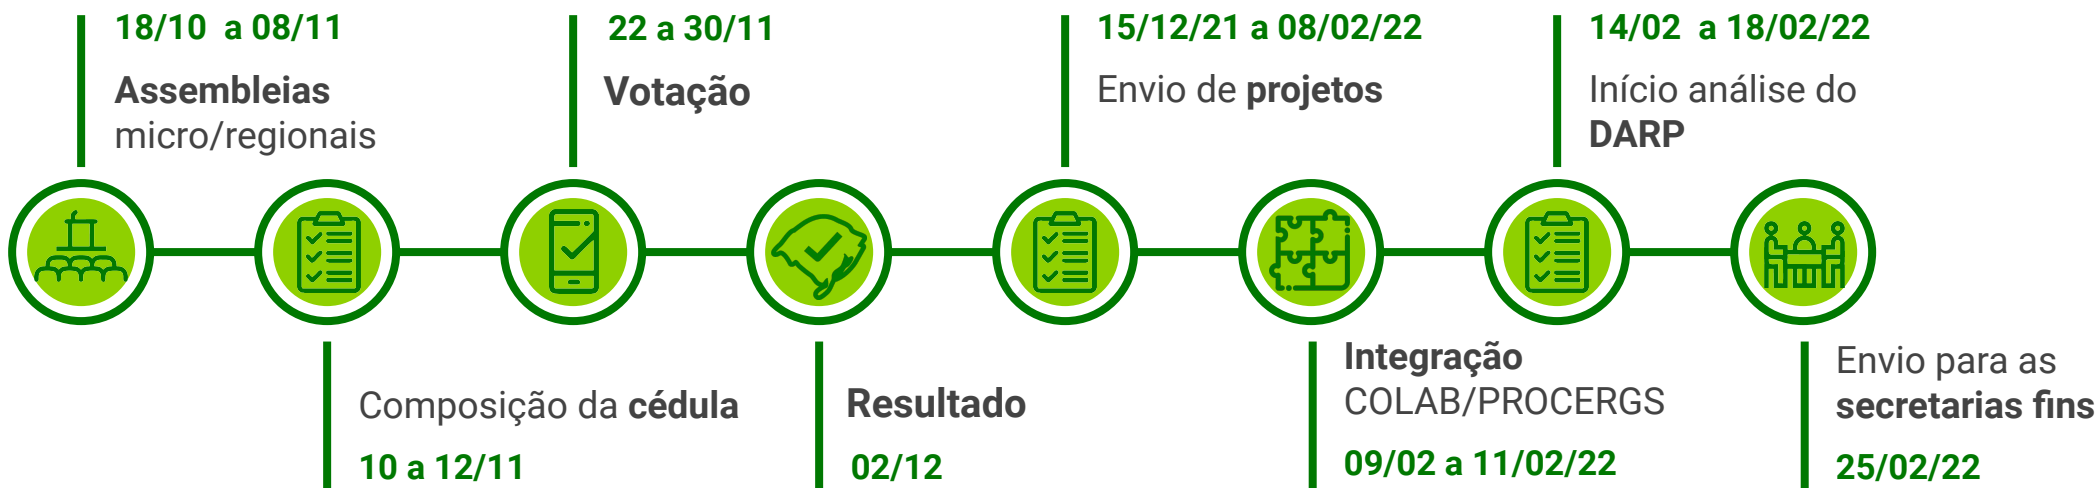 18/10 a 08/11
Assembleias
micro/regionais
Composição da cédula
10 a 12/11
22 a 30/11
Votação
Resultado
02/12
15/12/21 a 08/02/22
Envio de projetos
Integração
COLAB/PROCERGS
09/02 a 11/02/22
14/02 a 18/02/22
Início análise do
DARP
Envio para as
secretarias fins
25/02/22